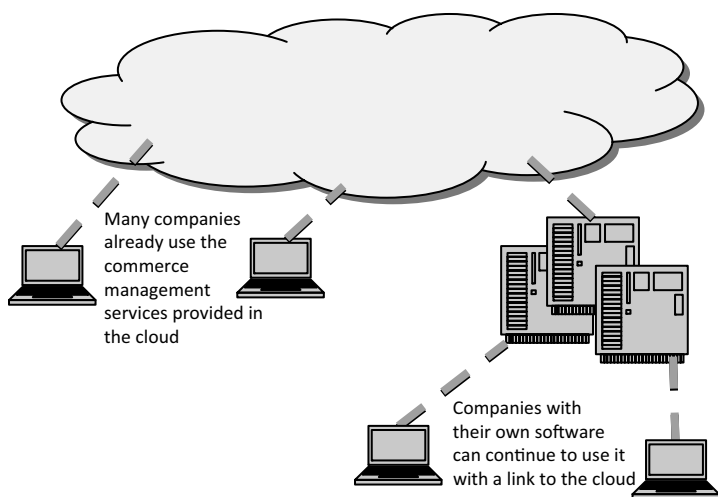 Many companies
already use the
commerce
management
services provided in
the cloud
Companies with
their own software
can continue to use it
with a link to the cloud